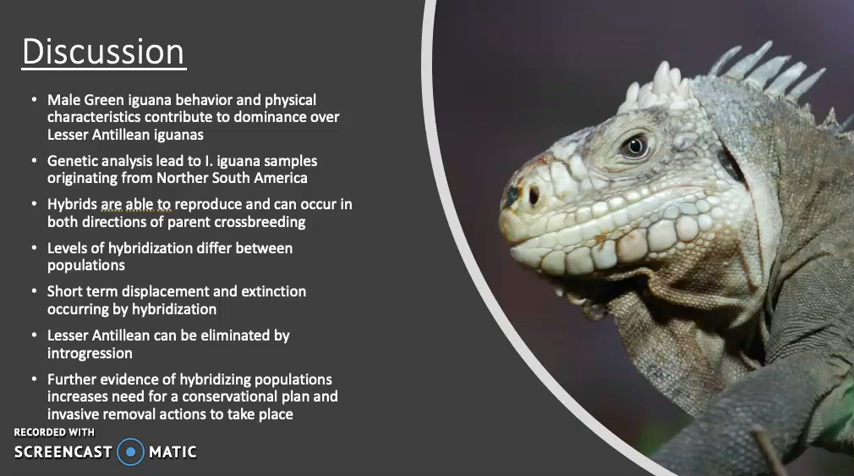 Discussion
• Male Green iguana behavior and physical
characteristics contribute to dominance over
Lesser Antillean iguanas
• Genetic analysis lead to I. iguana samples
originating from Norther South America
• Hybrids are able to reproduce and can occur in
both directions of parent crossbreeding
• Levels of hybridization differ between
populations
• Short term displacement and extinction
occurring by hybridization
• Lesser Antillean can be eliminated by
introgression
• Further evidence of hybridizing populations
increases need for a conservational plan and
invasive removal actions to take place
RECORDED WITH
SCREENCAST MATIC